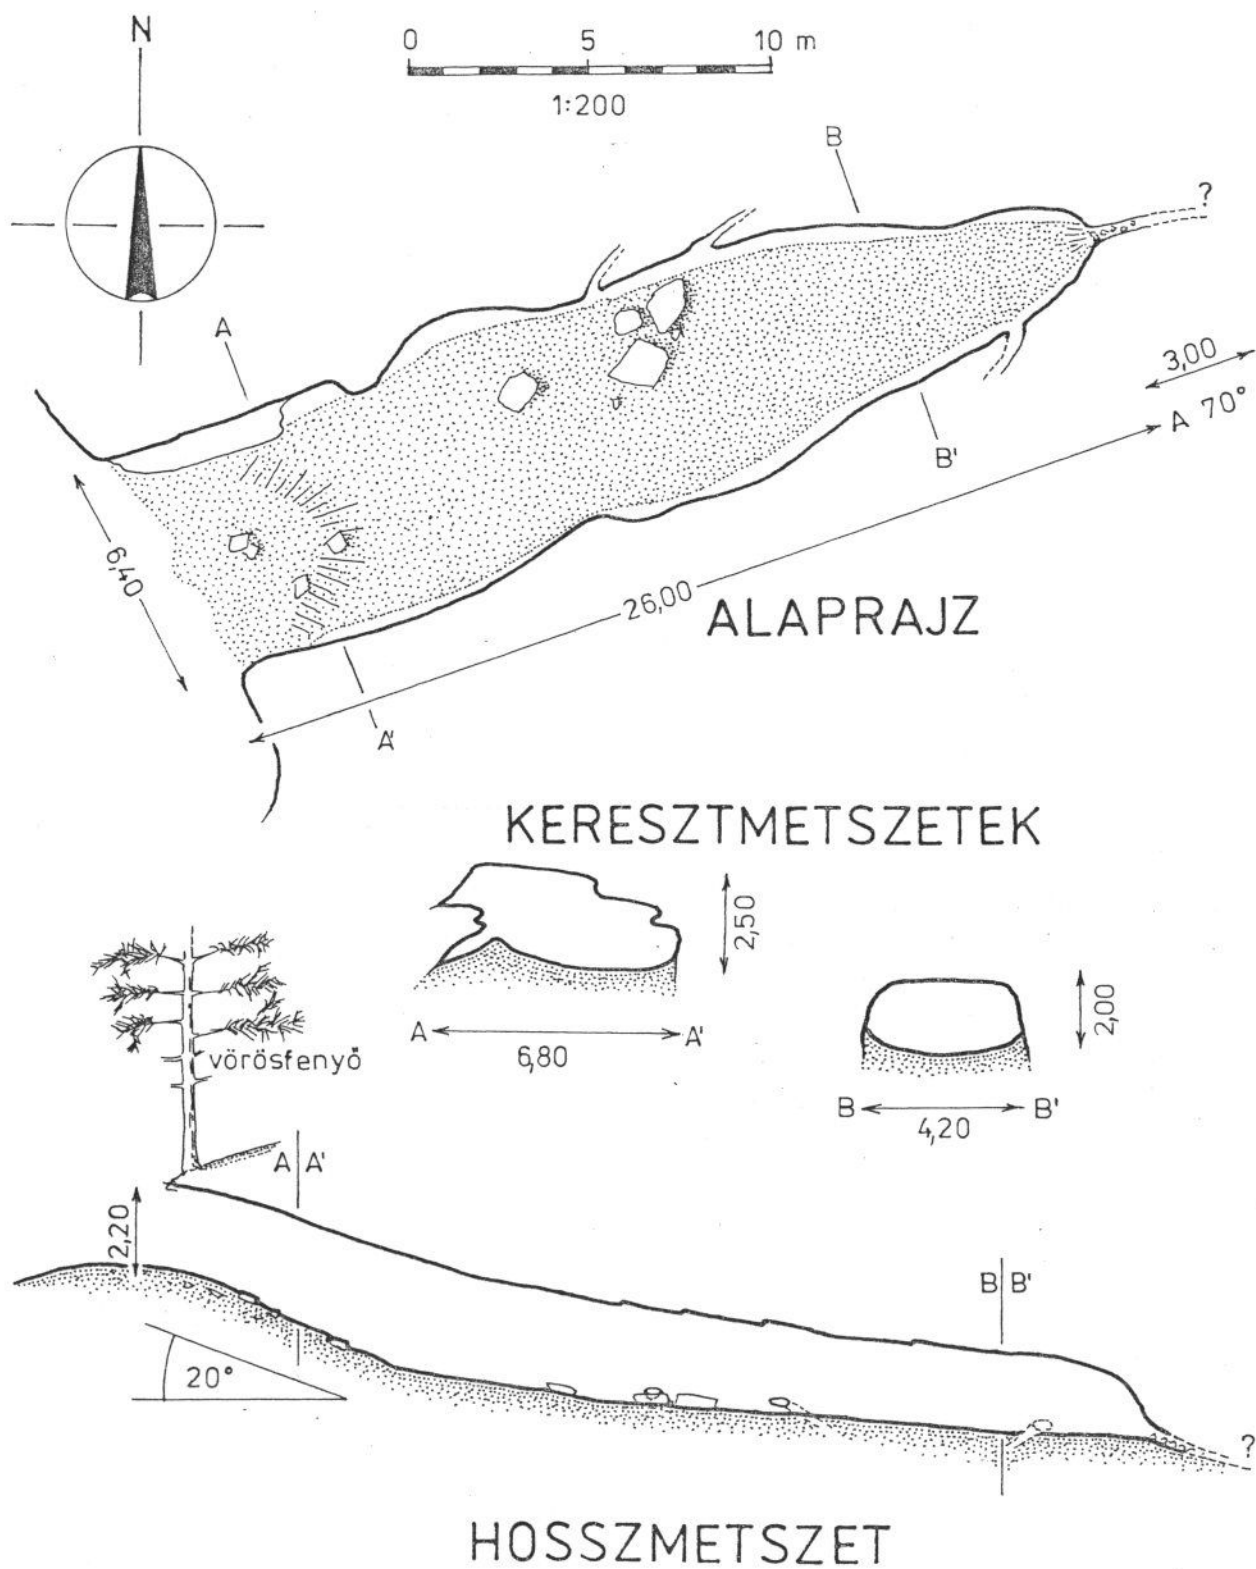 N
0 5 10 m
1:200
B
?
A
3,00
A 70°
B'
6,40
26,00
ALAPRAJZ
A'
KERESZTMETSZETEK
2,50
A A'
6,80
2,00
B B'
4,20
vörösfenyő
A A'
2,20
B B'
20°
?
HOSSZMETSZET